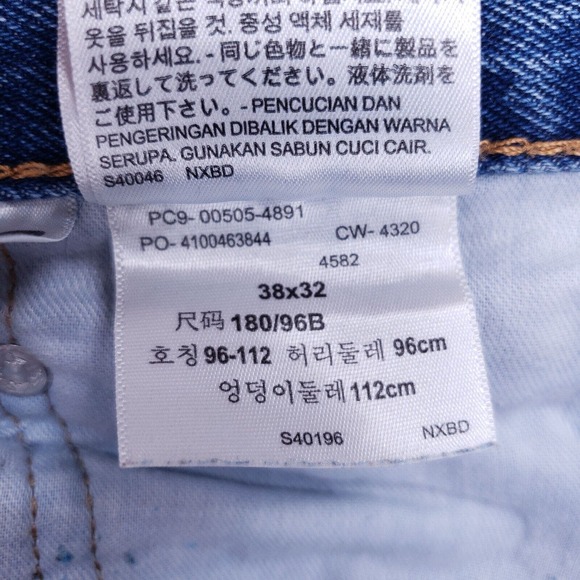 옷을 뒤집을 것. 중성 액체 세제를
사용하세요. - 同じ色物と一緒に製品を
裏返して洗ってください。液体洗剤を
ご使用下さい。- PENCUCIAN DAN
PENGERINGAN DIBALIK DENGAN WARNA
SERUPA. GUNAKAN SABUN CUCI CAIR.
S40046 NXBD
PC9- 00505-4891
PO- 4100463844 CW- 4320
4582
38x32
尺码 180/96B
호칭 96-112 허리둘레 96cm
엉덩이둘레 112cm
S40196 NXBD